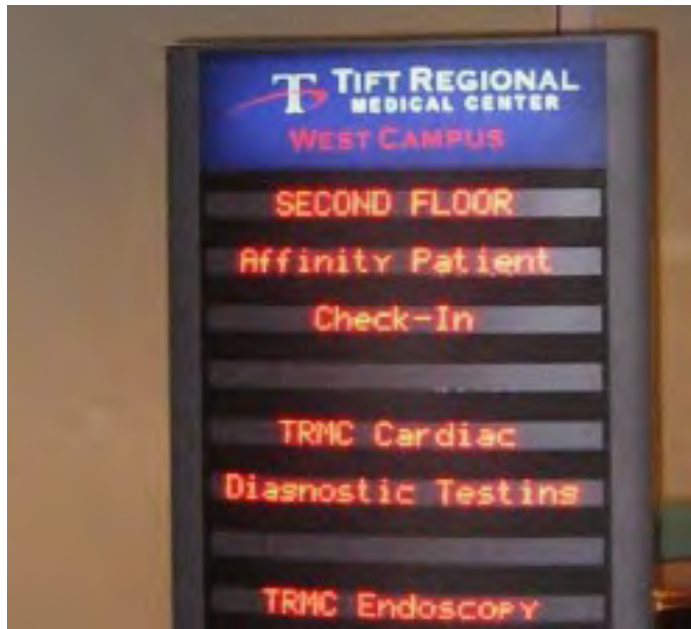 T TIFT REGIONAL
MEDICAL CENTER
WEST CAMPUS
SECOND FLOOR
Affinity Patient
Check-In
TRMC Cardiac
Diagnostic Testing
TRMC Endoscopy